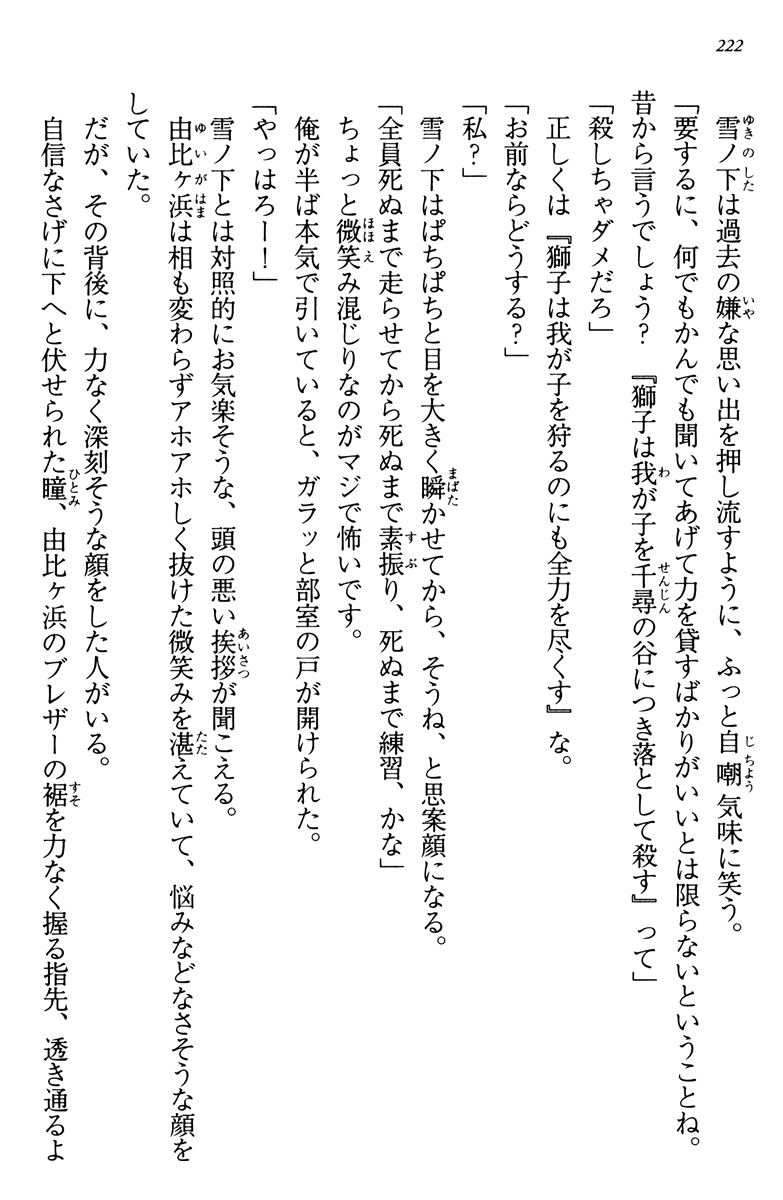 222
雪ノ下は過去の嫌な思い出を押し流すように、ふっと自嘲気味に笑う。
「要するに、何でもかんでも聞いてあげて力を貸すばかりがいいとは限らないということね。
昔から言うでしょう？　『獅子は我が子を千尋の谷につき落として殺す』って」
「殺しちゃダメだろ」
正しくは『獅子は我が子を狩るのにも全力を尽くす』な。
「お前ならどうする？」
「私？」
雪ノ下はぱちぱちと目を大きく瞬かせてから、そうね、と思案顔になる。
「全員死ぬまで走らせてから死ぬまで素振り、死ぬまで練習、かな」
ちょっと微笑み混じりなのがマジで怖いです。
俺が半ば本気で引いていると、ガラッと部室の戸が開けられた。
「やっはろー！」
雪ノ下とは対照的にお気楽そうな、頭の悪い挨拶が聞こえる。
由比ヶ浜は相も変わらずアホアホしく抜けた微笑みを湛えていて、悩みなどなさそうな顔を
していた。
だが、その背後に、力なく深刻そうな顔をした人がいる。
自信なさげに下へと伏せられた瞳、由比ヶ浜のブレザーの裾を力なく握る指先、透き通るよ